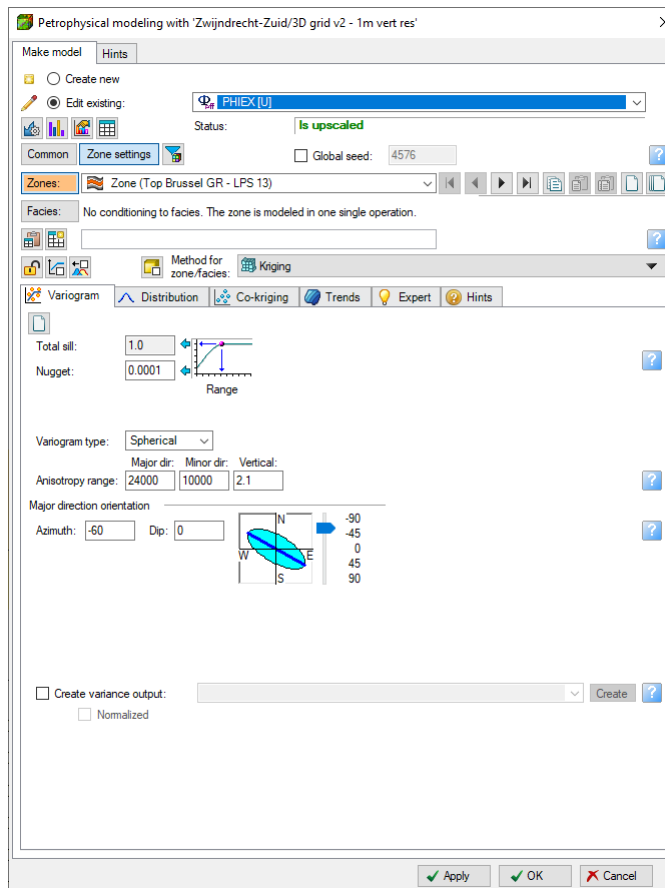 Petrophysical modeling with 'Zwijndrecht-Zuid/3D grid v2 - 1m vert res'
Make model Hints
Create new
Edit existing: PHIEX [U]
Status: Is upscaled
Common Zone settings Global seed: 4576
Zones: Zone (Top Brussel GR - LPS 13)
Facies: No conditioning to facies. The zone is modeled in one single operation.
Method for zone/facies: Kriging
Variogram Distribution Co-kriging Trends Expert Hints
Total sill: 1.0
Nugget: 0.0001
Range
Variogram type: Spherical
Major dir: Minor dir: Vertical:
Anisotropy range: 24000 10000 2.1
Major direction orientation
Azimuth: -60 Dip: 0
N
W E
S
-90
-45
0
45
90
Create variance output: Create
Normalized
Apply OK Cancel